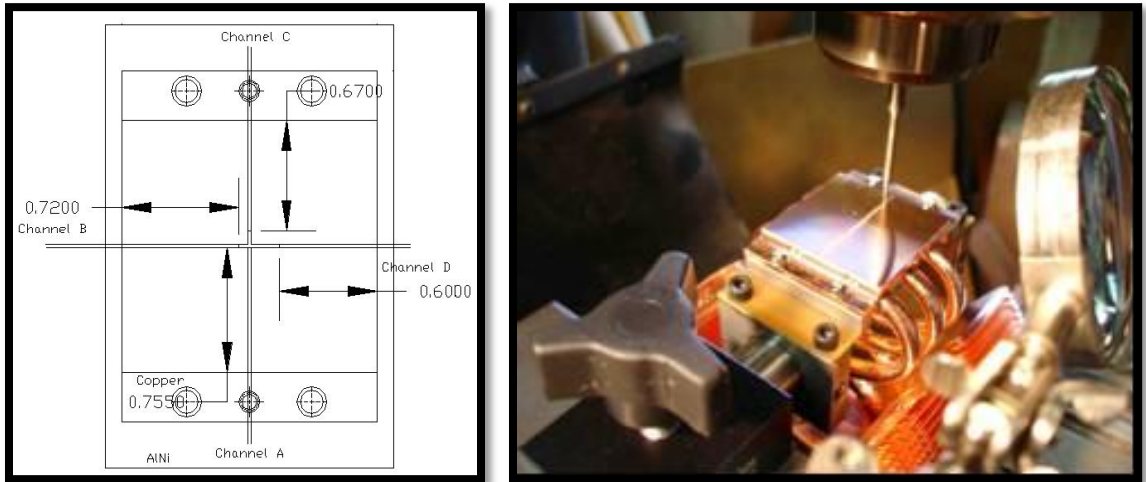 Channel C
0.6700
0.7200
Channel B
Channel D
0.6000
Copper
0.7550
AlNi
Channel A